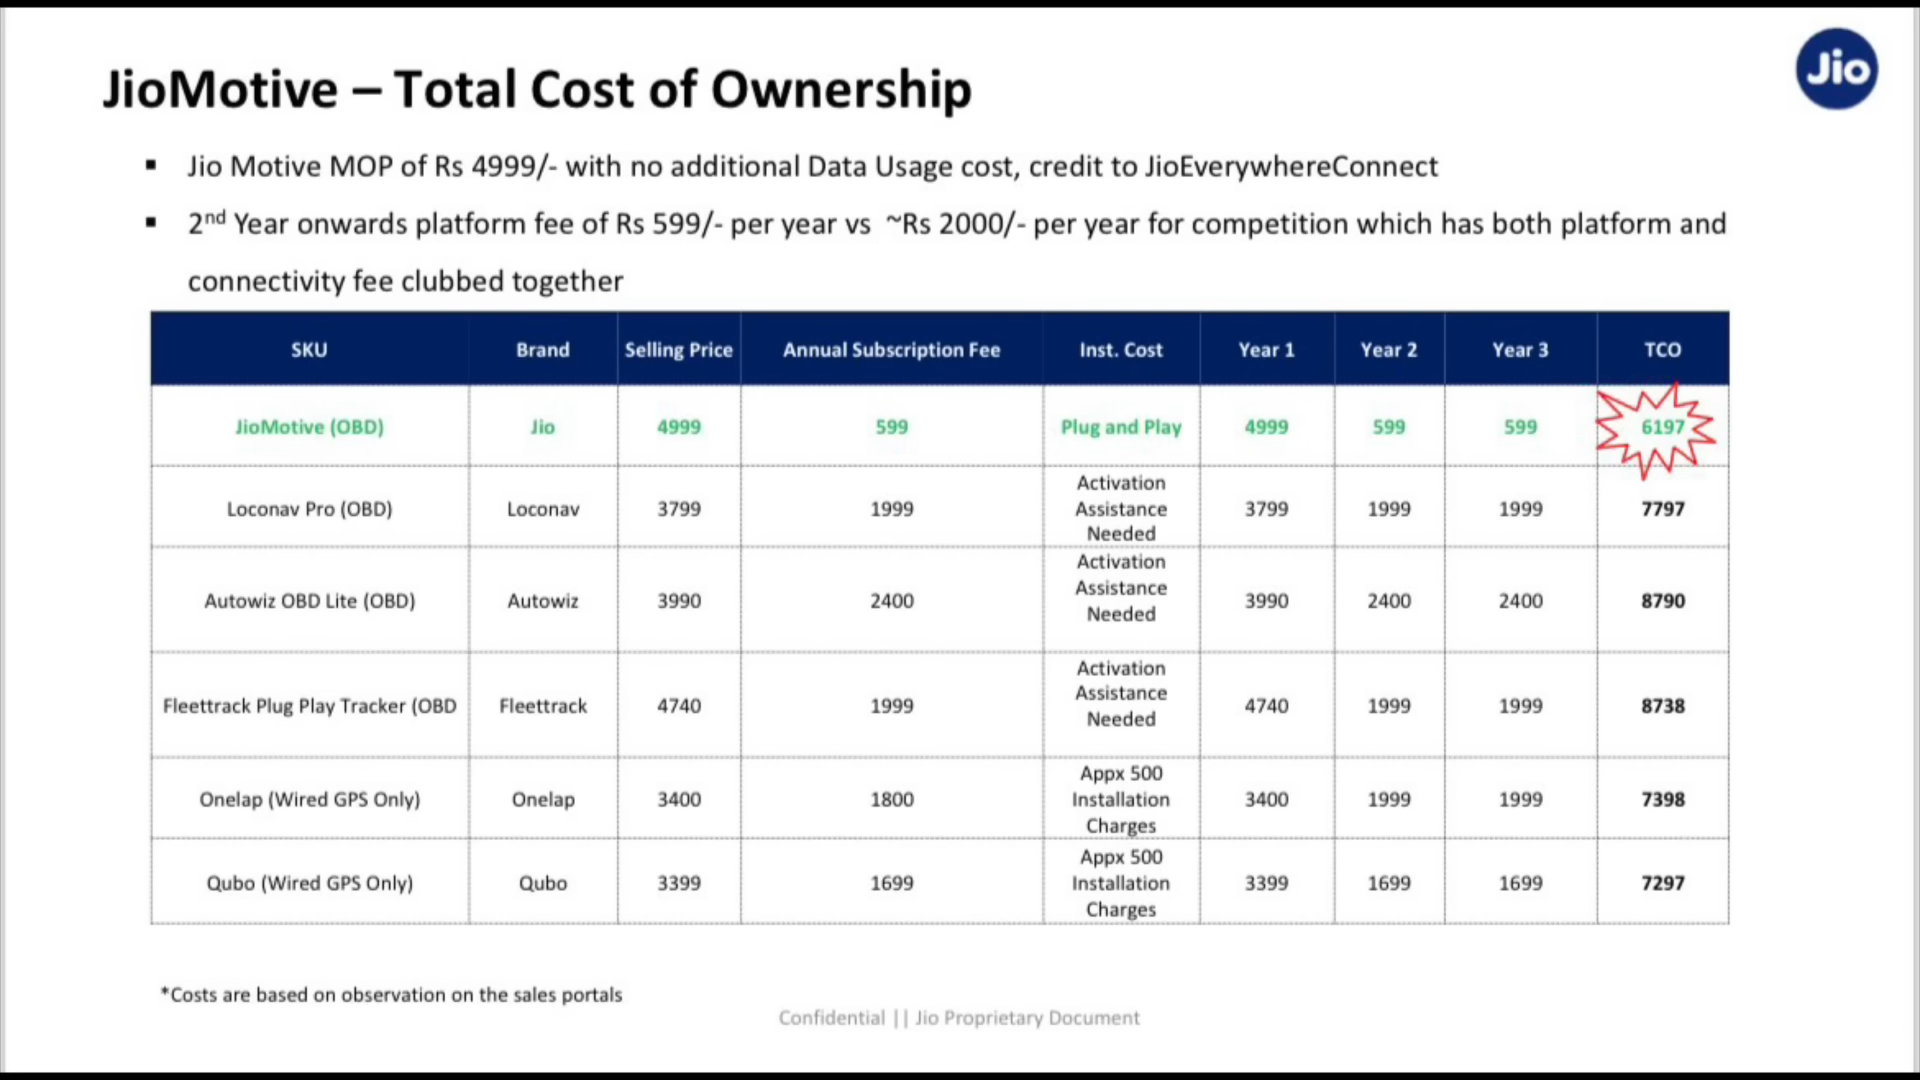 Jio
JioMotive – Total Cost of Ownership
▪ Jio Motive MOP of Rs 4999/- with no additional Data Usage cost, credit to JioEverywhereConnect
▪ 2nd Year onwards platform fee of Rs 599/- per year vs ~Rs 2000/- per year for competition which has both platform and
connectivity fee clubbed together
SKU Brand Selling Price Annual Subscription Fee Inst. Cost Year 1 Year 2 Year 3 TCO
JioMotive (OBD) Jio 4999 599 Plug and Play 4999 599 599 6197
Loconav Pro (OBD) Loconav 3799 1999 Activation Assistance Needed 3799 1999 1999 7797
Autowiz OBD Lite (OBD) Autowiz 3990 2400 Activation Assistance Needed 3990 2400 2400 8790
Fleettrack Plug Play Tracker (OBD Fleettrack 4740 1999 Activation Assistance Needed 4740 1999 1999 8738
Onelap (Wired GPS Only) Onelap 3400 1800 Appx 500 Installation Charges 3400 1999 1999 7398
Qubo (Wired GPS Only) Qubo 3399 1699 Appx 500 Installation Charges 3399 1699 1699 7297
*Costs are based on observation on the sales portals
Confidential || Jio Proprietary Document